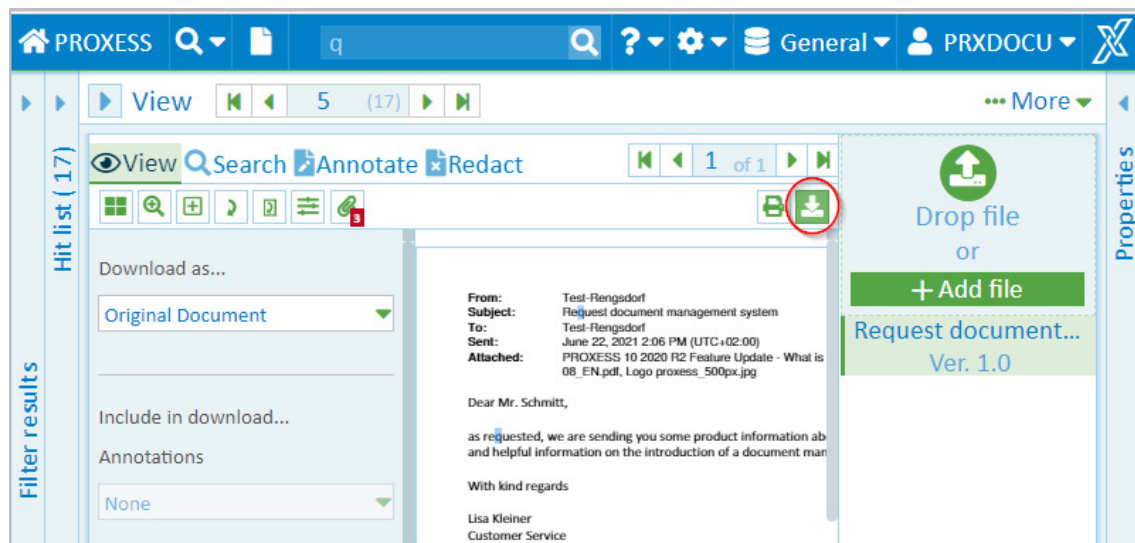 PROXESS q ? General PRXDOCU
View 5 (17) More
Filter results
Hit list (17)
View Search Annotate Redact 1 of 1
3
Download as...
Original Document
Include in download...
Annotations
None
From: Test-Rengsdorf
Subject: Request document management system
To: Test-Rengsdorf
Sent: June 22, 2021 2:06 PM (UTC+02:00)
Attached: PROXESS 10 2020 R2 Feature Update - What is
08_EN.pdf, Logo proxess_500px.jpg
Dear Mr. Schmitt,
as requested, we are sending you some product information ab
and helpful information on the introduction of a document man
With kind regards
Lisa Kleiner
Customer Service
Drop file
or
+ Add file
Request document...
Ver. 1.0
Properties